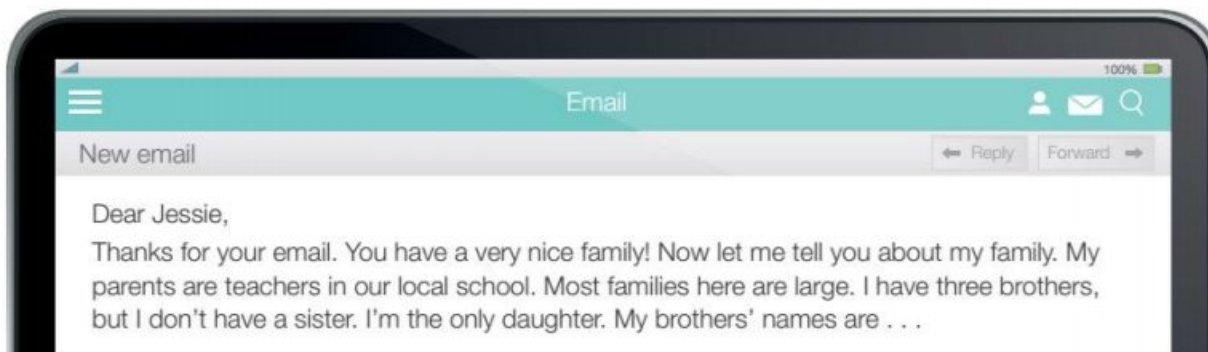 100%
Email
New email
Reply
Forward
Dear Jessie,
Thanks for your email. You have a very nice family! Now let me tell you about my family. My
parents are teachers in our local school. Most families here are large. I have three brothers,
but I don't have a sister. I'm the only daughter. My brothers' names are . . .